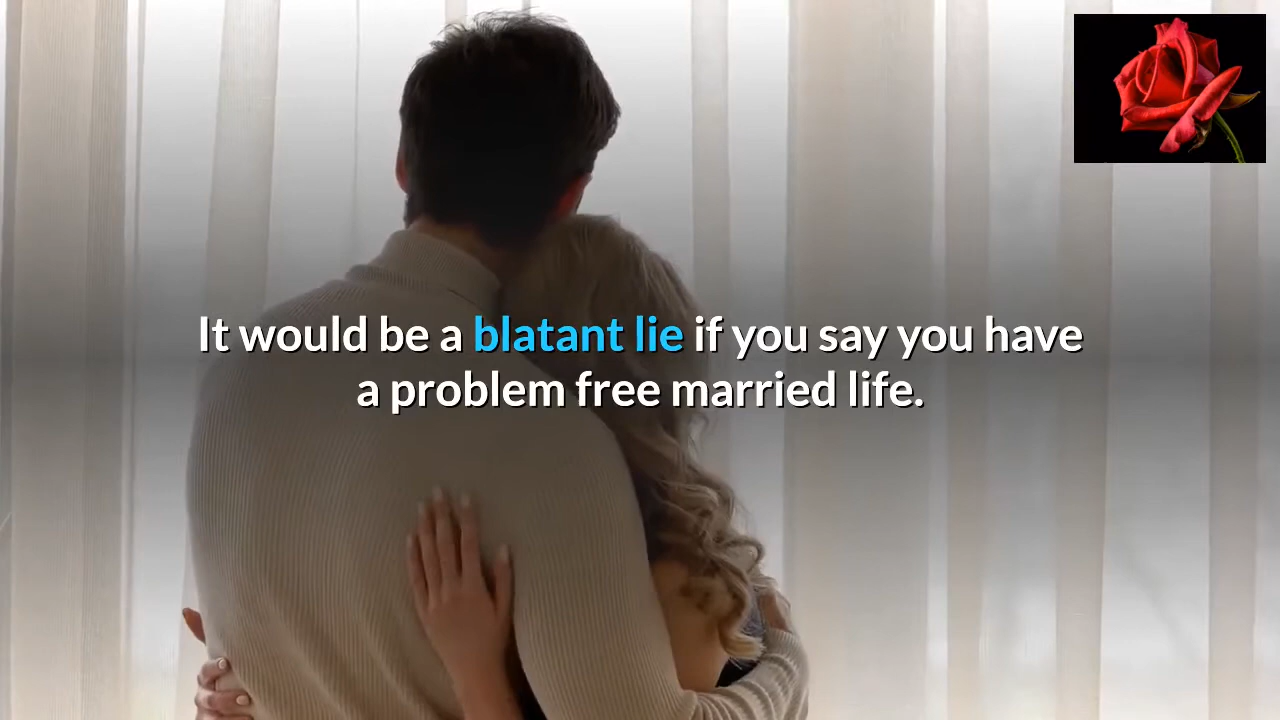 It would be a blatant lie if you say you have
a problem free married life.